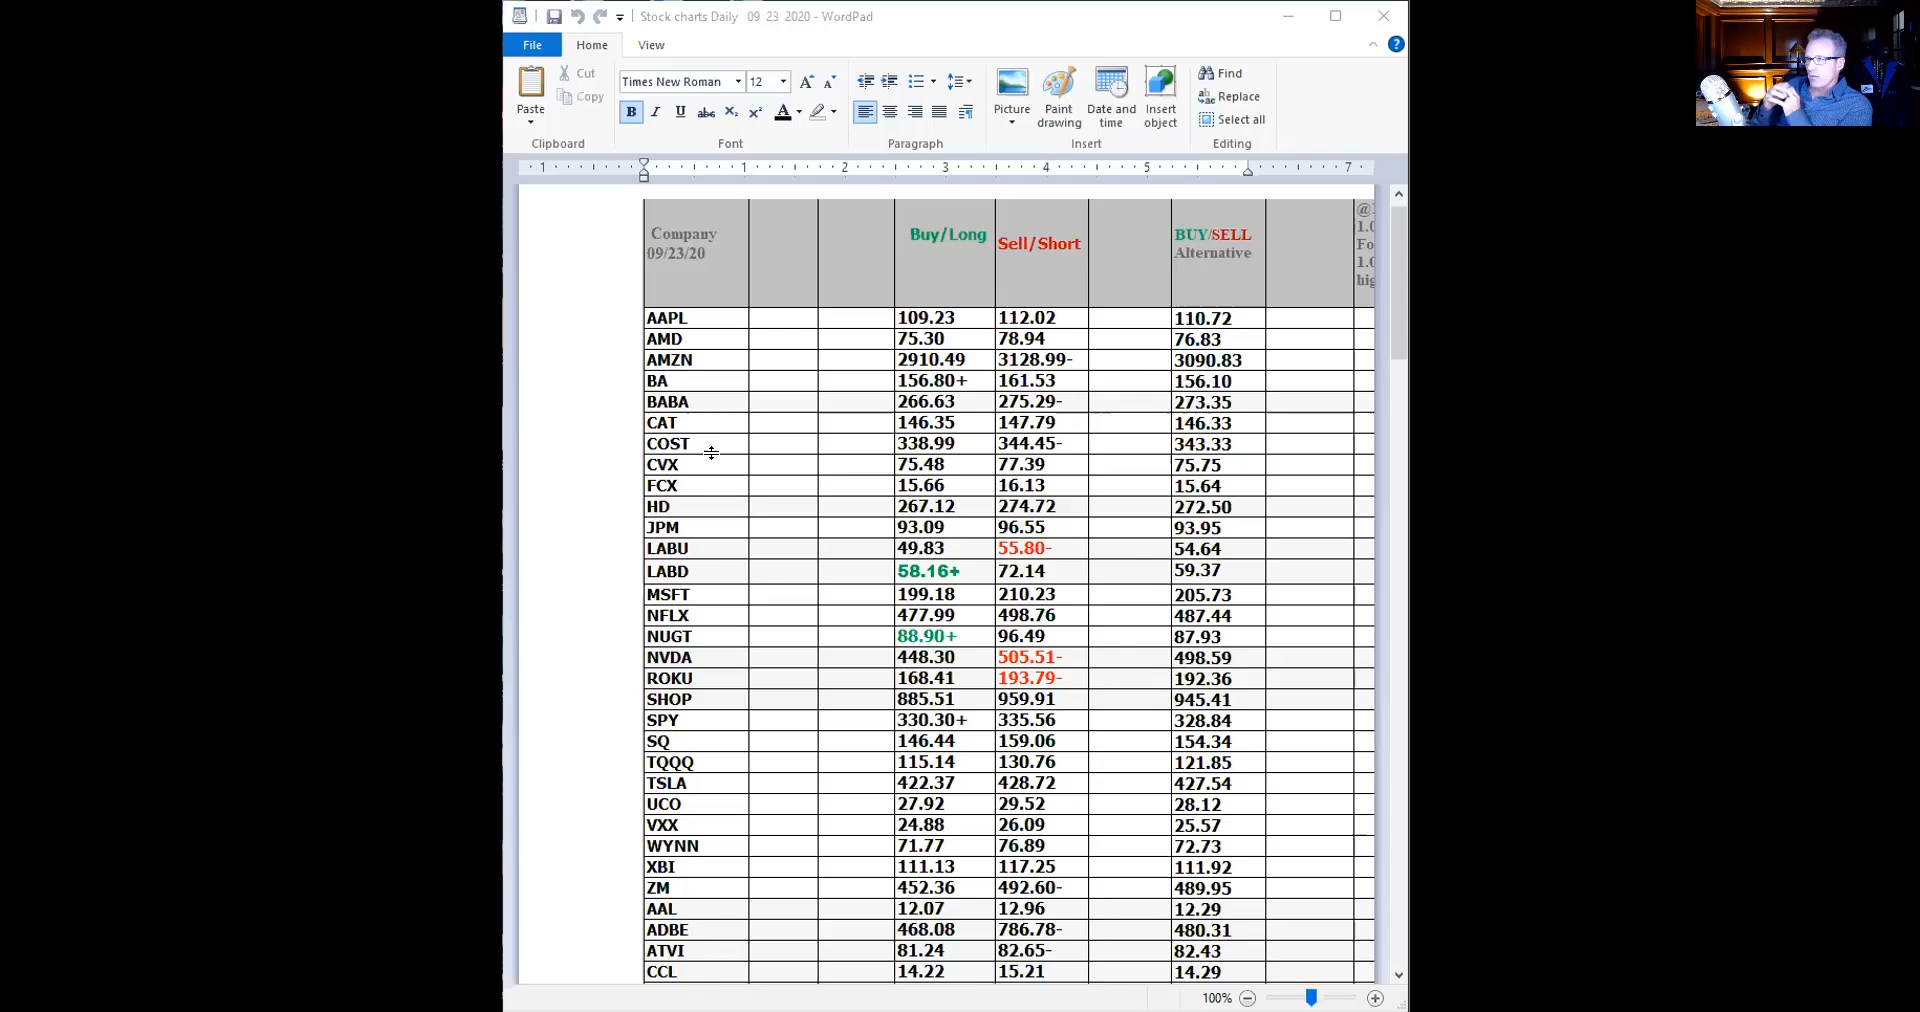 Stock charts Daily 09 23 2020 - WordPad
File Home View
Cut
Copy
Paste
Clipboard
Times New Roman 12
Font
Paragraph
Picture
Paint drawing
Date and time
Insert object
Insert
Find
Replace
Select all
Editing
1 1 2 3 4 5 7
Company 09/23/20 Buy/Long Sell/Short BUY/SELL Alternative
AAPL 109.23 112.02 110.72
AMD 75.30 78.94 76.83
AMZN 2910.49 3128.99- 3090.83
BA 156.80+ 161.53 156.10
BABA 266.63 275.29- 273.35
CAT 146.35 147.79 146.33
COST 338.99 344.45- 343.33
CVX 75.48 77.39 75.75
FCX 15.66 16.13 15.64
HD 267.12 274.72 272.50
JPM 93.09 96.55 93.95
LABU 49.83 55.80- 54.64
LABD 58.16+ 72.14 59.37
MSFT 199.18 210.23 205.73
NFLX 477.99 498.76 487.44
NUGT 88.90+ 96.49 87.93
NVDA 448.30 505.51- 498.59
ROKU 168.41 193.79- 192.36
SHOP 885.51 959.91 945.41
SPY 330.30+ 335.56 328.84
SQ 146.44 159.06 154.34
TQQQ 115.14 130.76 121.85
TSLA 422.37 428.72 427.54
UCO 27.92 29.52 28.12
VXX 24.88 26.09 25.57
WYNN 71.77 76.89 72.73
XBI 111.13 117.25 111.92
ZM 452.36 492.60- 489.95
AAL 12.07 12.96 12.29
ADBE 468.08 786.78- 480.31
ATVI 81.24 82.65- 82.43
CCL 14.22 15.21 14.29
100%